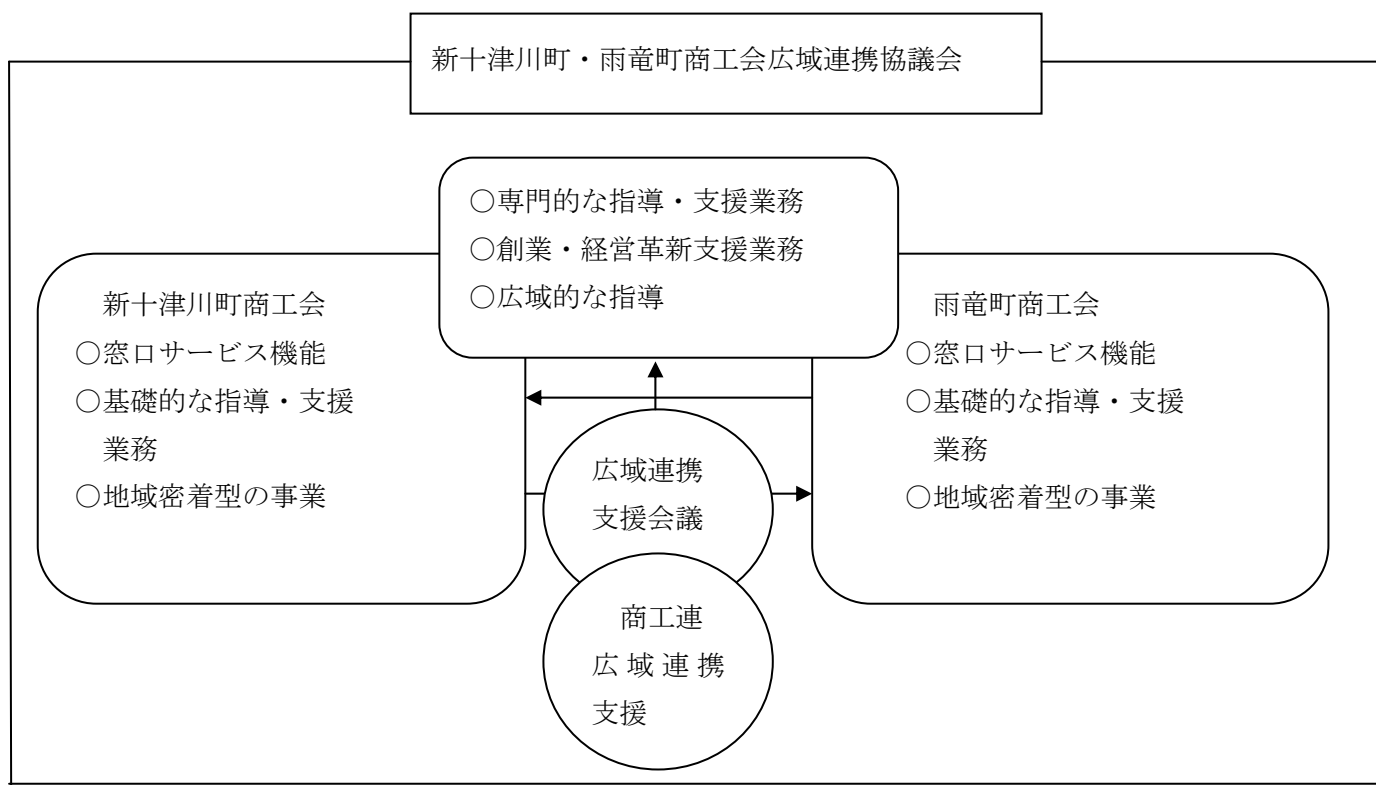 新十津川町・雨竜町商工会広域連携協議会
○専門的な指導・支援業務
○創業・経営革新支援業務
○広域的な指導
新十津川町商工会
○窓口サービス機能
○基礎的な指導・支援
業務
○地域密着型の事業
雨竜町商工会
○窓口サービス機能
○基礎的な指導・支援
業務
○地域密着型の事業
広域連携
支援会議
商工連
広 域 連 携
支援